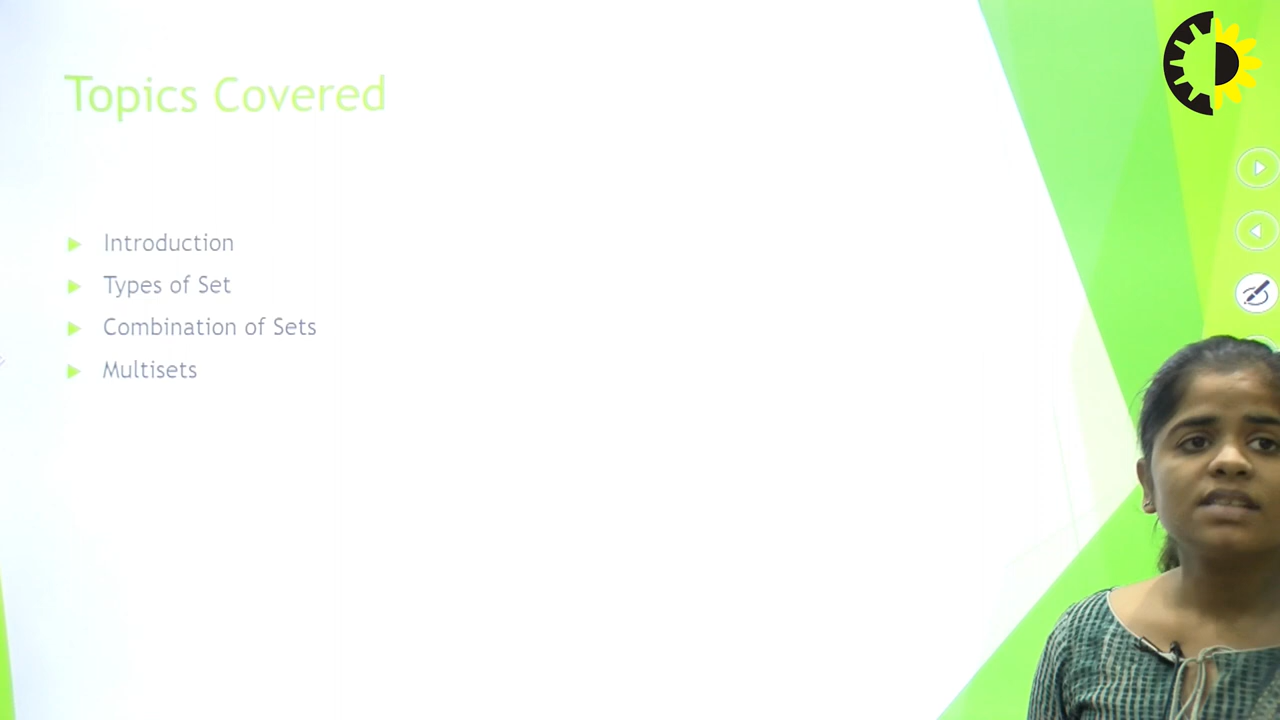 Topics Covered
Introduction
Types of Set
Combination of Sets
Multisets